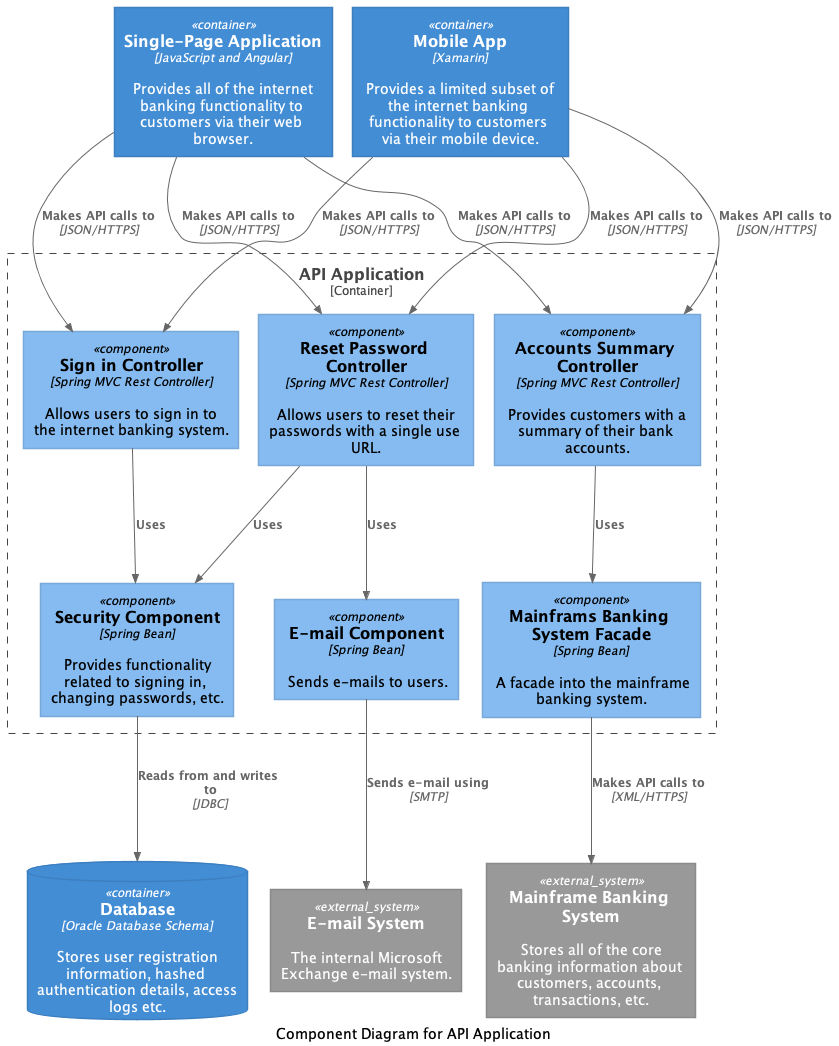 «container»
Single-Page Application
[JavaScript and Angular]
Provides all of the internet
banking functionality to
customers via their web
browser.
«container»
Mobile App
[Xamarin]
Provides a limited subset of
the internet banking
functionality to customers
via their mobile device.
Makes API calls to
[JSON/HTTPS]
Makes API calls to
[JSON/HTTPS]
Makes API calls to
[JSON/HTTPS]
Makes API calls to
[JSON/HTTPS]
Makes API calls to
[JSON/HTTPS]
Makes API calls to
[JSON/HTTPS]
API Application
[Container]
«component»
Sign in Controller
[Spring MVC Rest Controller]
Allows users to sign in to
the internet banking system.
«component»
Reset Password
Controller
[Spring MVC Rest Controller]
Allows users to reset their
passwords with a single use
URL.
«component»
Accounts Summary
Controller
[Spring MVC Rest Controller]
Provides customers with a
summary of their bank
accounts.
Uses
Uses
Uses
Uses
«component»
Security Component
[Spring Bean]
Provides functionality
related to signing in,
changing passwords, etc.
«component»
E-mail Component
[Spring Bean]
Sends e-mails to users.
«component»
Mainframs Banking
System Facade
[Spring Bean]
A facade into the mainframe
banking system.
Reads from and writes
to
[JDBC]
Sends e-mail using
[SMTP]
Makes API calls to
[XML/HTTPS]
«container»
Database
[Oracle Database Schema]
Stores user registration
information, hashed
authentication details, access
logs etc.
«external_system»
E-mail System
The internal Microsoft
Exchange e-mail system.
«external_system»
Mainframe Banking
System
Stores all of the core
banking information about
customers, accounts,
transactions, etc.
Component Diagram for API Application